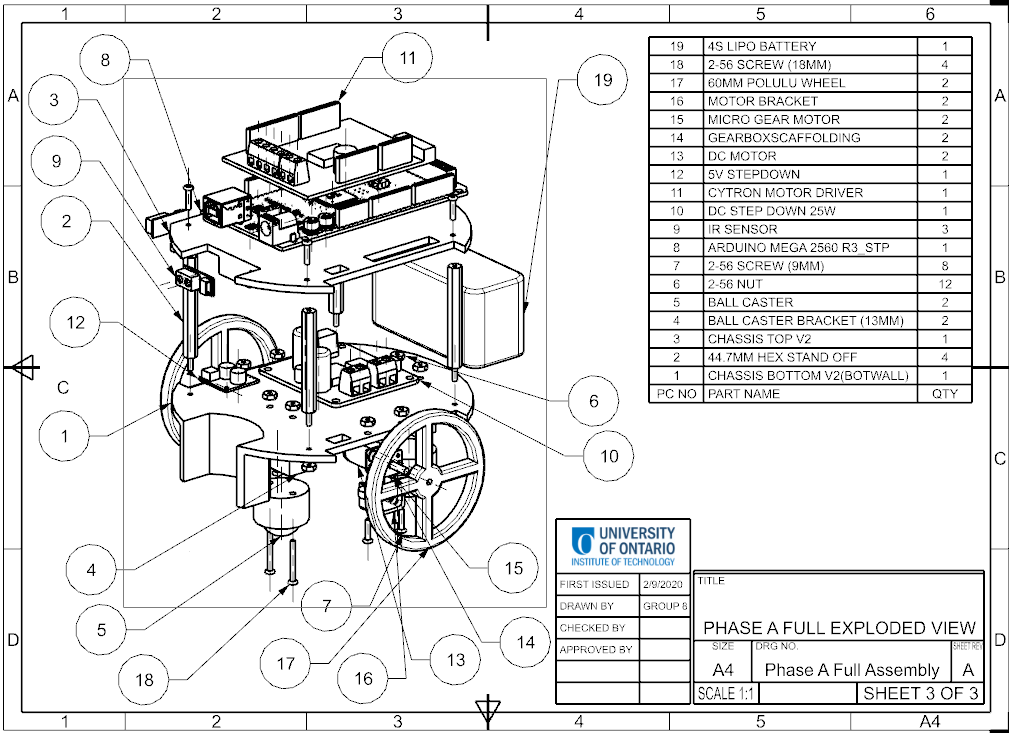 1 2 3 4 5 6
A
A
B
B
C
C
D
D
8
11
19
3
9
2
12
1
6
10
4
15
7
5
14
13
17
16
18
19 4S LIPO BATTERY 1
18 2-56 SCREW (18MM) 4
17 60MM POLULU WHEEL 2
16 MOTOR BRACKET 2
15 MICRO GEAR MOTOR 2
14 GEARBOXSCAFFOLDING 2
13 DC MOTOR 2
12 5V STEPDOWN 1
11 CYTRON MOTOR DRIVER 1
10 DC STEP DOWN 25W 1
9 IR SENSOR 3
8 ARDUINO MEGA 2560 R3_STP 1
7 2-56 SCREW (9MM) 8
6 2-56 NUT 12
5 BALL CASTER 2
4 BALL CASTER BRACKET (13MM) 2
3 CHASSIS TOP V2 1
2 44.7MM HEX STAND OFF 4
1 CHASSIS BOTTOM V2(BOTWALL) 1
PC NO PART NAME QTY
UNIVERSITY
OF ONTARIO
INSTITUTE OF TECHNOLOGY
FIRST ISSUED 2/9/2020
DRAWN BY GROUP 8
CHECKED BY
APPROVED BY
TITLE
PHASE A FULL EXPLODED VIEW
SIZE DRG NO. SHEET REV
A4 Phase A Full Assembly A
SCALE 1:1 SHEET 3 OF 3
1 2 3 4 5 A4